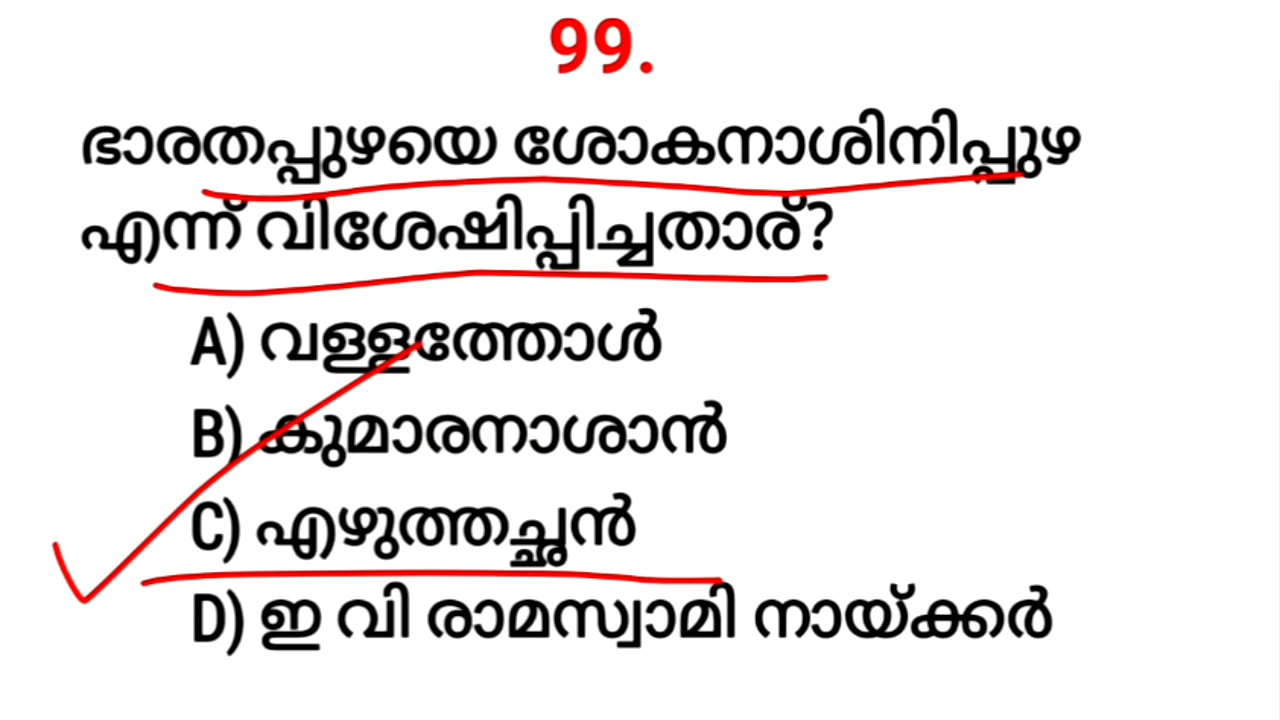 99.
ഭാരതപ്പുഴയെ ശോകനാശിനിപ്പുഴ
എന്ന് വിശേഷിപ്പിച്ചതാര്?
A) വള്ളത്തോൾ
B) കുമാരനാശാൻ
C) എഴുത്തച്ഛൻ
D) ഇ വി രാമസ്വാമി നായ്ക്കർ